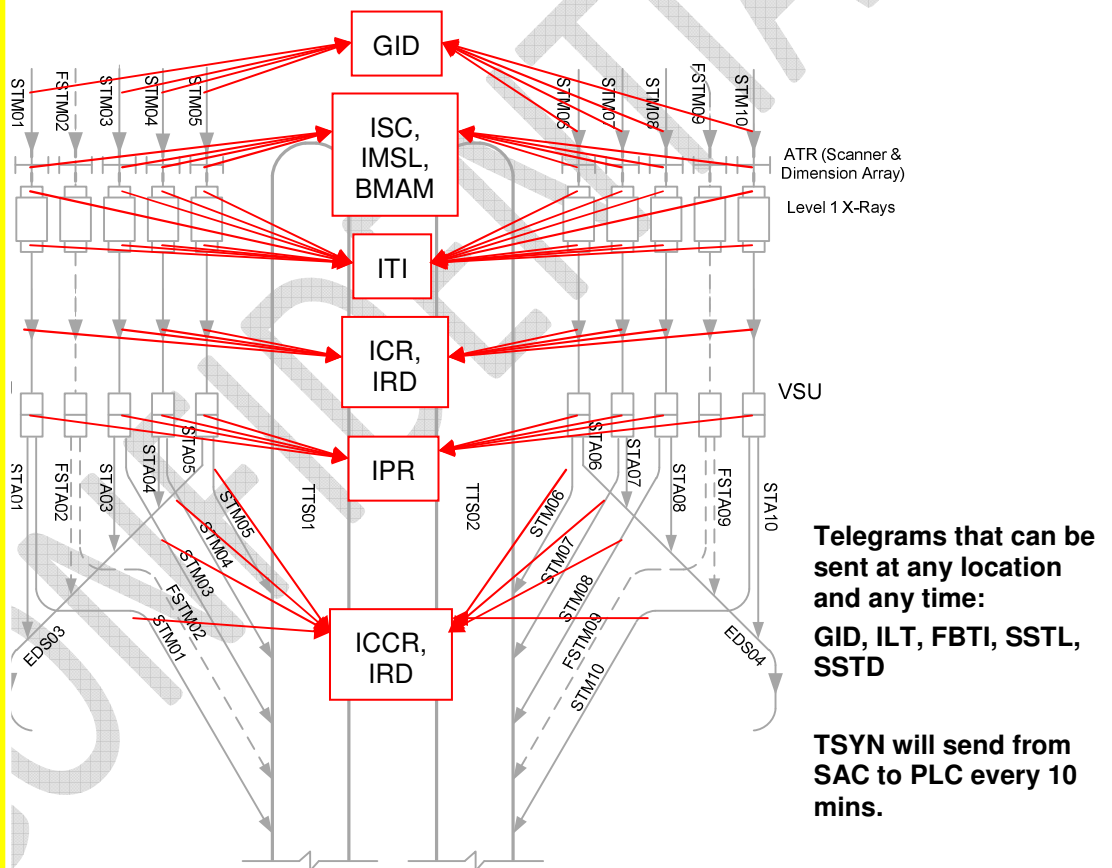 GID
STM01
FSTM02
STM03
STM04
STM05
STM06
STM07
STM08
FSTM09
STM10
ISC,
IMSL,
BMAM
ATR (Scanner &
Dimension Array)
Level 1 X-Rays
ITI
ICR,
IRD
VSU
IPR
STA01
FSTA02
STA03
STA04
STA05
STA06
STA07
STA08
FSTA09
STA10
TTS01
TTS02
STM05
STM04
STM03
FSTM02
STM01
STM06
STM07
STM08
FSTM09
STM10
EDS03
EDS04
ICCR,
IRD
Telegrams that can be
sent at any location
and any time:
GID, ILT, FBTI, SSTL,
SSTD
TSYN will send from
SAC to PLC every 10
mins.
CONFIDENTIAL